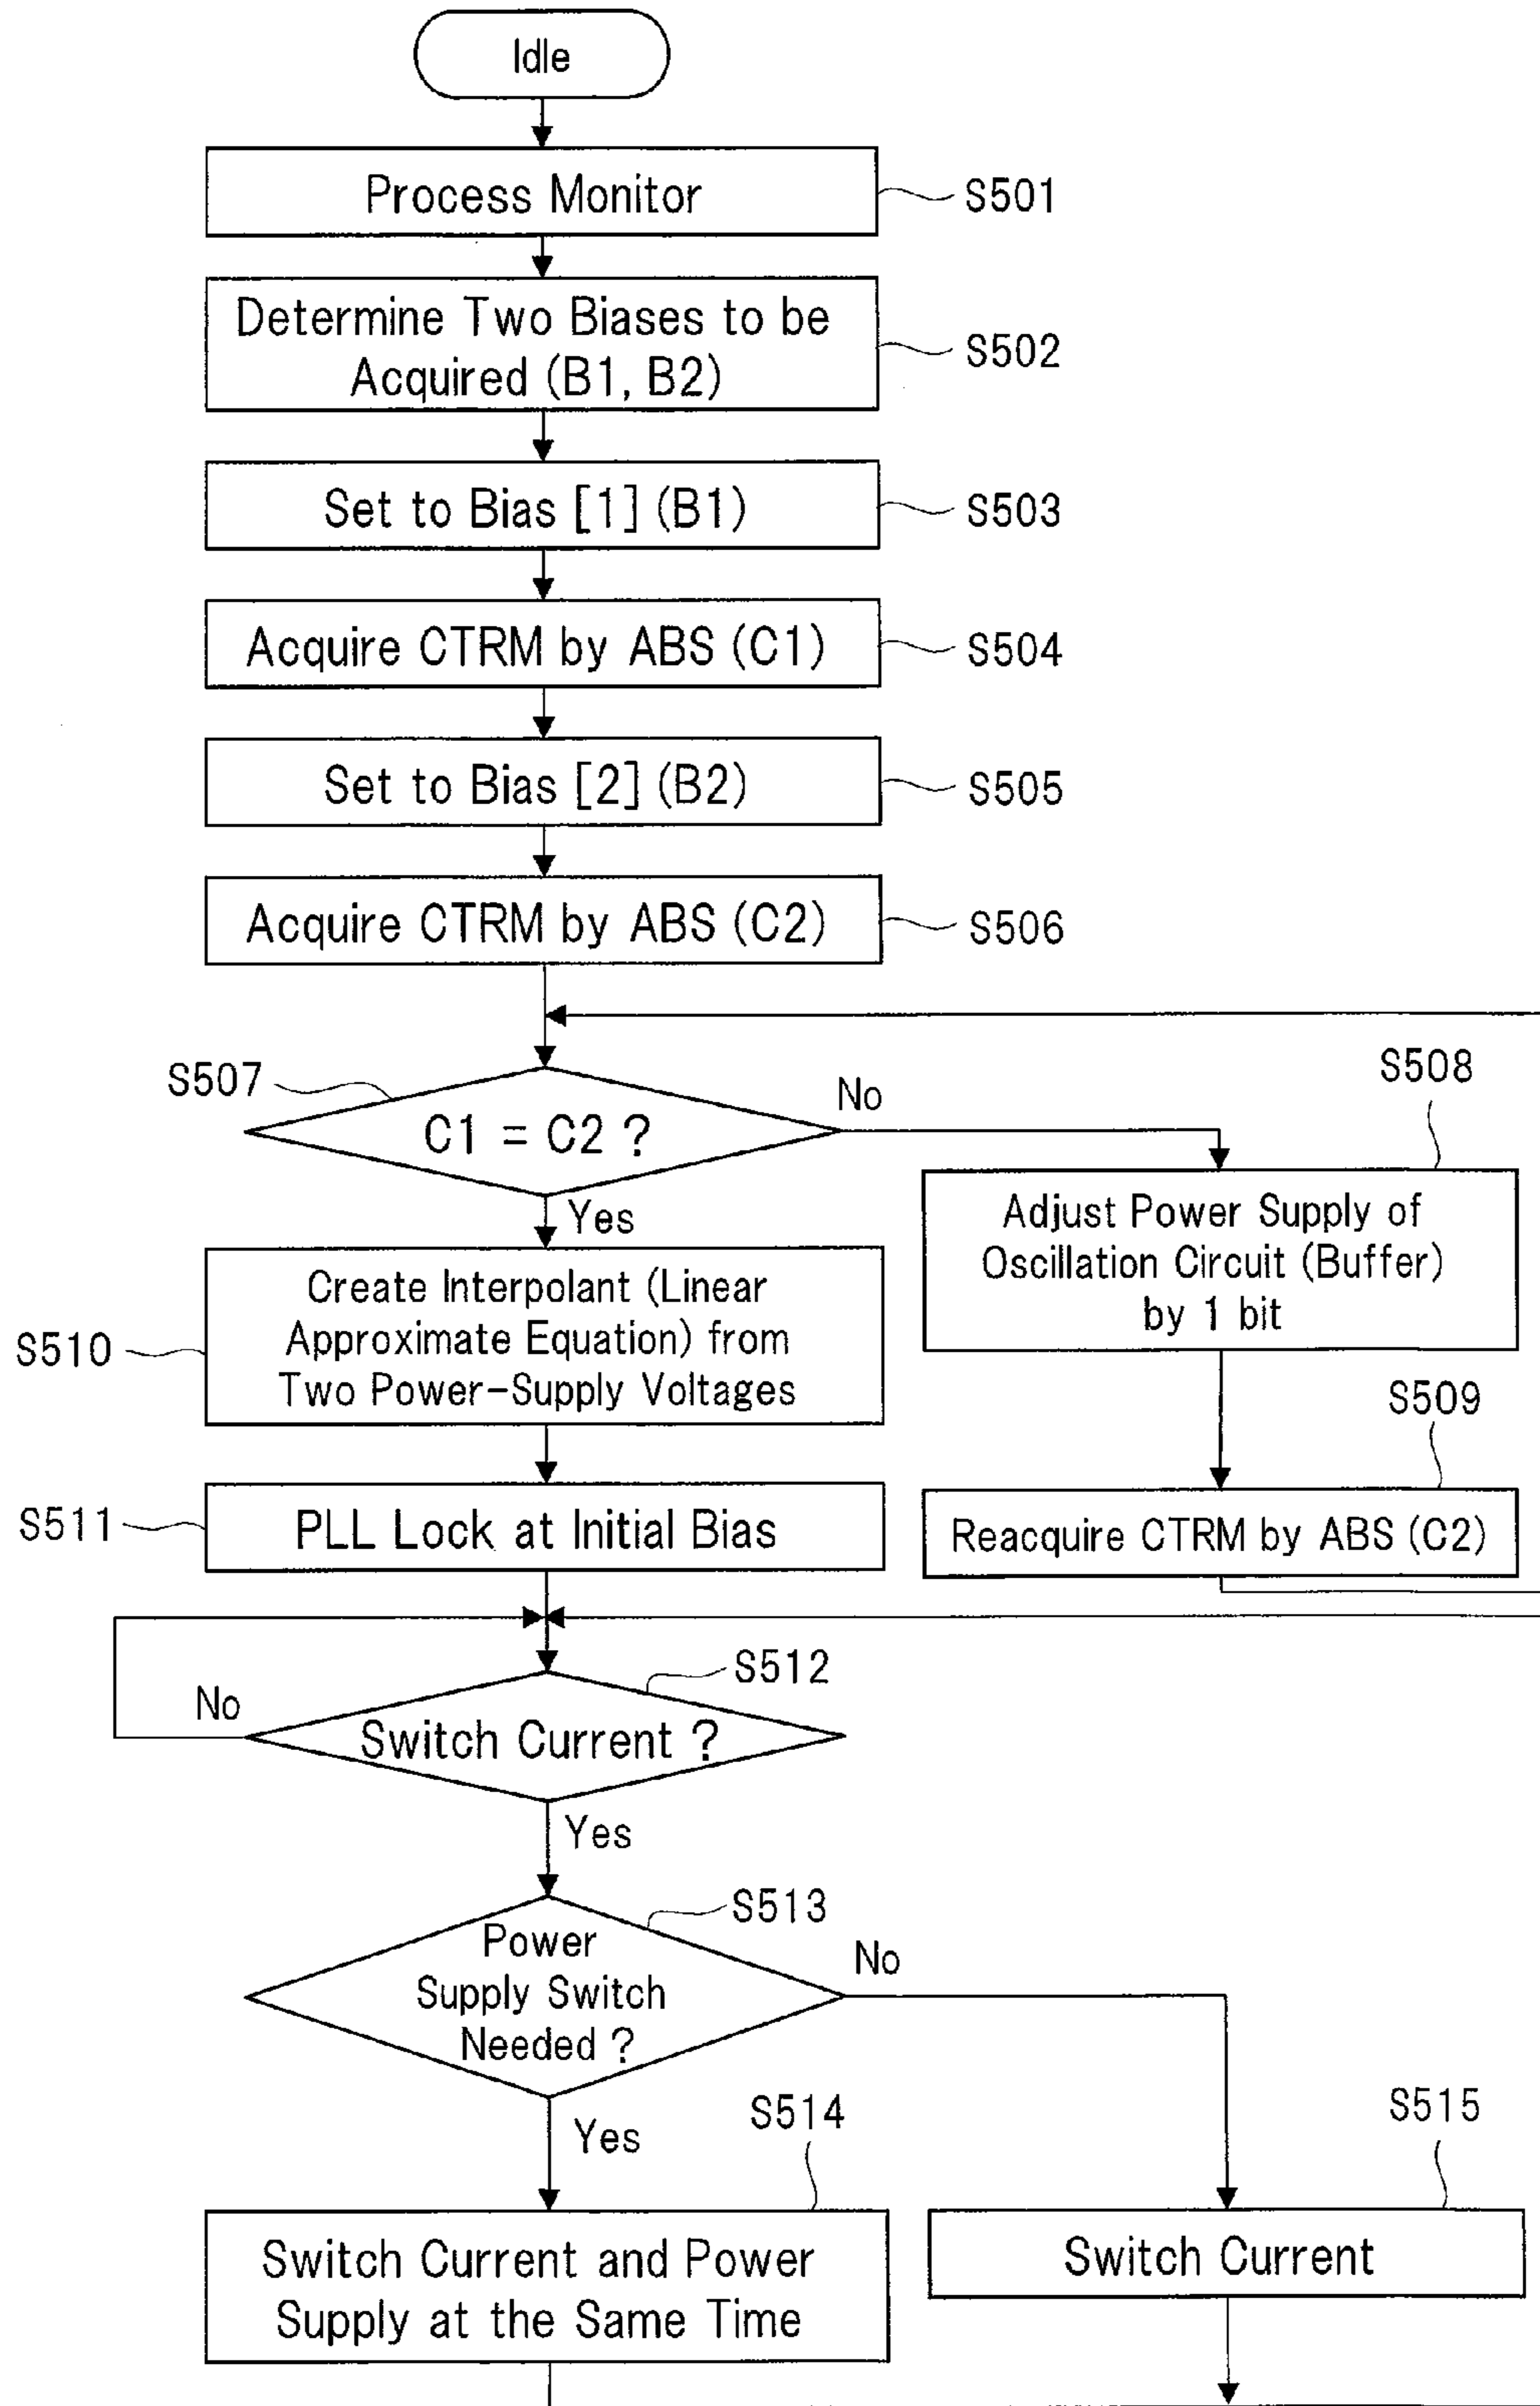 Idle
Process Monitor
S501
Determine Two Biases to be
Acquired (B1, B2)
S502
Set to Bias [1] (B1)
S503
Acquire CTRM by ABS (C1)
S504
Set to Bias [2] (B2)
S505
Acquire CTRM by ABS (C2)
S506
S507
C1 = C2 ?
No
Yes
S508
Adjust Power Supply of
Oscillation Circuit (Buffer)
by 1 bit
S510
Create Interpolant (Linear
Approximate Equation) from
Two Power-Supply Voltages
S509
Reacquire CTRM by ABS (C2)
S511
PLL Lock at Initial Bias
S512
No
Switch Current ?
Yes
S513
Power
Supply Switch
Needed ?
No
Yes
S514
Switch Current and Power
Supply at the Same Time
S515
Switch Current